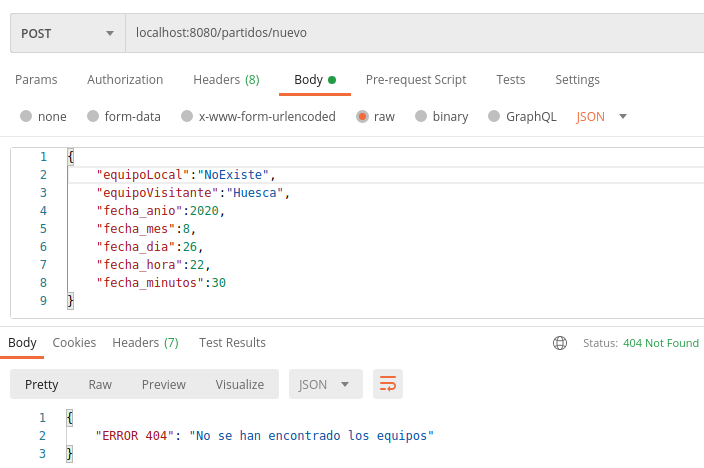 POST localhost:8080/partidos/nuevo
Params Authorization Headers (8) Body Pre-request Script Tests Settings
none form-data x-www-form-urlencoded raw binary GraphQL JSON
1 {
2 "equipoLocal":"NoExiste",
3 "equipoVisitante":"Huesca",
4 "fecha_anio":2020,
5 "fecha_mes":8,
6 "fecha_dia":26,
7 "fecha_hora":22,
8 "fecha_minutos":30
9 }
Body Cookies Headers (7) Test Results Status: 404 Not Found
Pretty Raw Preview Visualize JSON
1 {
2 "ERROR 404": "No se han encontrado los equipos"
3 }